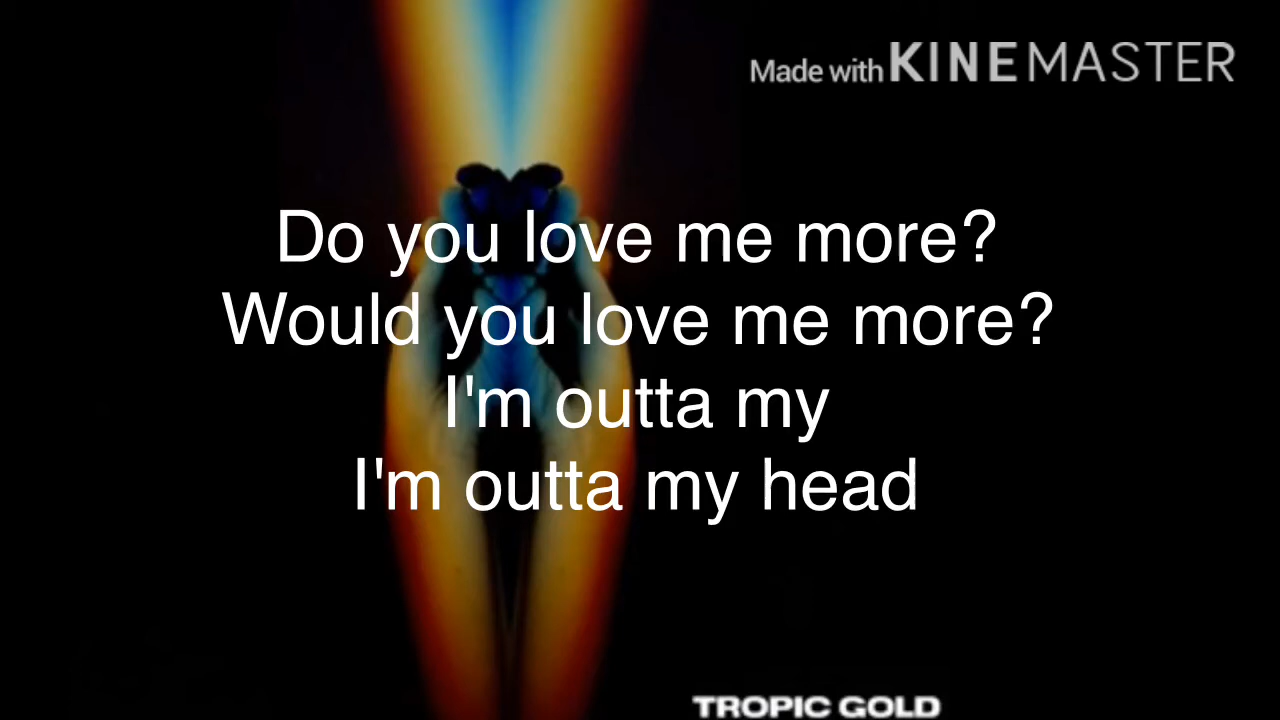 Made with KINEMASTER
Do you love me more?
Would you love me more?
I'm outta my
I'm outta my head
TROPIC GOLD